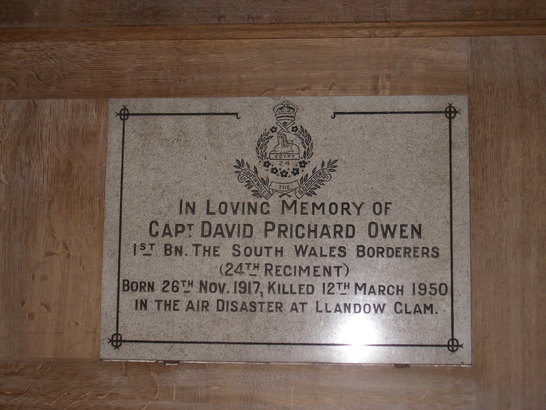 EGYPT
24
THE
IN LOVING MEMORY OF
CAPT DAVID PRICHARD OWEN
1ST BN. THE SOUTH WALES BORDERERS
(24TH REGIMENT)
BORN 26TH NOV. 1917, KILLED 12TH MARCH 1950
IN THE AIR DISASTER AT LLANDOW GLAM.